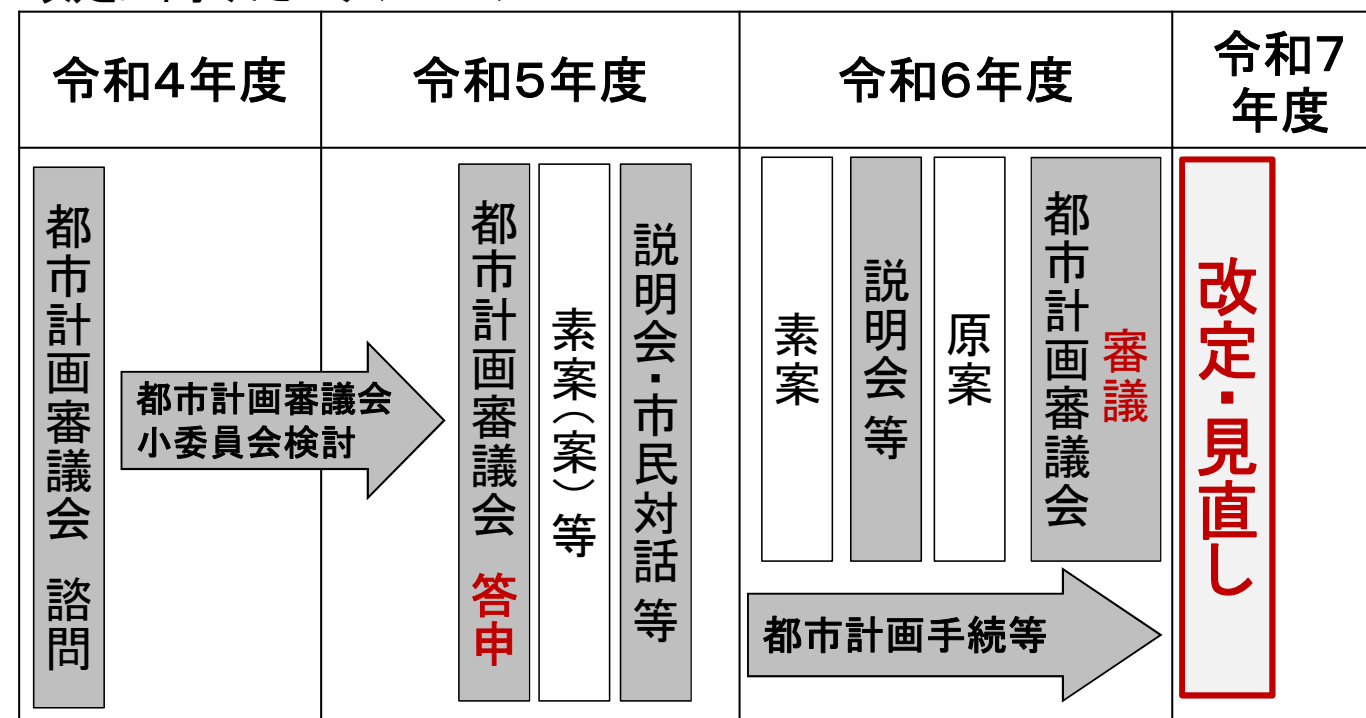 令和4年度
令和5年度
令和6年度
令和7
年度
都市計画審議会 諮問
都市計画審議会
小委員会検討
都市計画審議会 答申
素案(案)等
説明会・市民対話 等
素案
説明会 等
原案
都市計画審議会
審議
都市計画手続等
改定・見直し